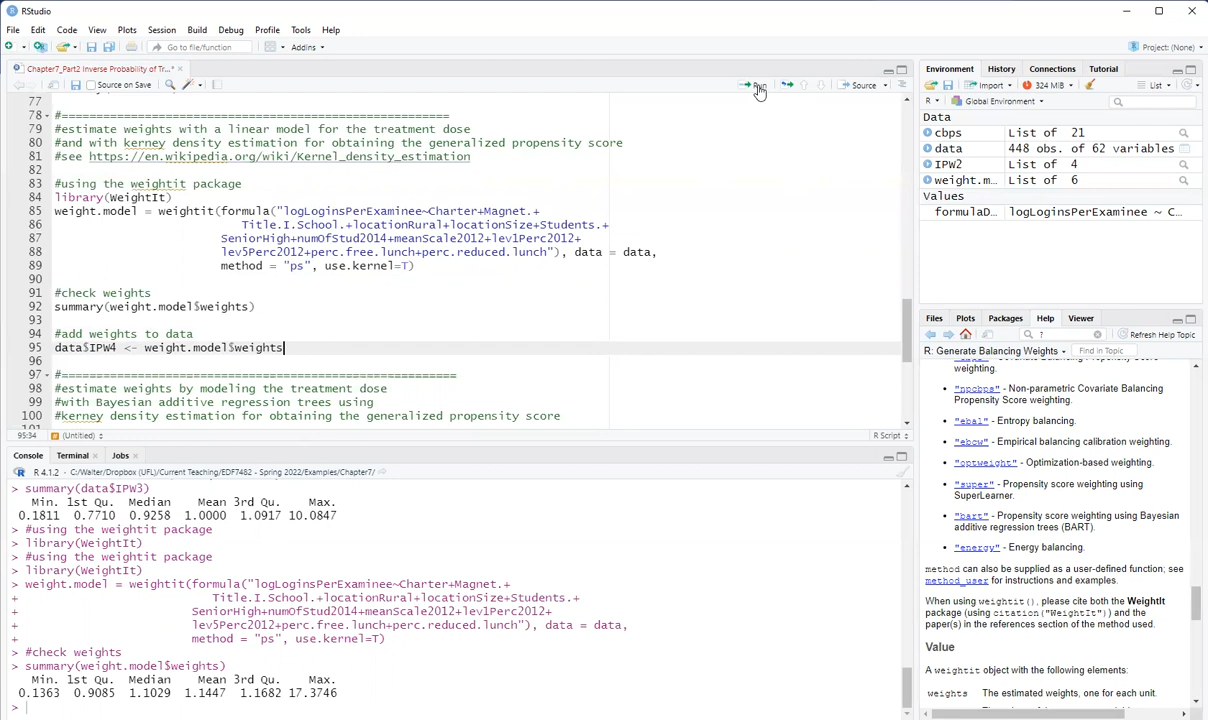 RStudio
File Edit Code View Plots Session Build Debug Profile Tools Help
Go to file/function Addins Project: (None)
Chapter7_Part2 Inverse Probability of Tr...*
Source on Save Run Source
77
78 #=======================================================
79 #estimate weights with a linear model for the treatment dose
80 #and with kerney density estimation for obtaining the generalized propensity score
81 #see https://en.wikipedia.org/wiki/Kernel_density_estimation
82
83 #using the weightit package
84 library(WeightIt)
85 weight.model = weightit(formula("logLoginsPerExaminee~Charter+Magnet.+
86 Title.I.School.+locationRural+locationSize+Students.+
87 SeniorHigh+numOfStud2014+meanScale2012+lev1Perc2012+
88 lev5Perc2012+perc.free.lunch+perc.reduced.lunch"), data = data,
89 method = "ps", use.kernel=T)
90
91 #check weights
92 summary(weight.model$weights)
93
94 #add weights to data
95 data$IPW4 <- weight.model$weights
96
97 #========================================================
98 #estimate weights by modeling the treatment dose
99 #with Bayesian additive regression trees using
100 #kerney density estimation for obtaining the generalized propensity score
101
95:34 (Untitled) R Script
Console Terminal Jobs
R 4.1.2 · C:/Walter/Dropbox (UFL)/Current Teaching/EDF7482 - Spring 2022/Examples/Chapter7/
> summary(data$IPW3)
Min. 1st Qu. Median Mean 3rd Qu. Max.
0.1811 0.7710 0.9258 1.0000 1.0917 10.0847
> #using the weightit package
> library(WeightIt)
> #using the weightit package
> library(WeightIt)
> weight.model = weightit(formula("logLoginsPerExaminee~Charter+Magnet.+
+ Title.I.School.+locationRural+locationSize+Students.+
+ SeniorHigh+numOfStud2014+meanScale2012+lev1Perc2012+
+ lev5Perc2012+perc.free.lunch+perc.reduced.lunch"), data = data,
+ method = "ps", use.kernel=T)
> #check weights
> summary(weight.model$weights)
Min. 1st Qu. Median Mean 3rd Qu. Max.
0.1363 0.9085 1.1029 1.1447 1.1682 17.3746
>
Environment History Connections Tutorial
Import 324 MiB List
R Global Environment
Data
cbps List of 21
data 448 obs. of 62 variables
IPW2 List of 4
weight.m... List of 6
Values
formulaD... logLoginsPerExaminee ~ C...
Files Plots Packages Help Viewer
? Refresh Help Topic
R: Generate Balancing Weights Find in Topic
weighting.
"npcbps" - Non-parametric Covariate Balancing
Propensity Score weighting.
"ebal" - Entropy balancing.
"ebcw" - Empirical balancing calibration weighting.
"optweight" - Optimization-based weighting.
"super" - Propensity score weighting using
SuperLearner.
"bart" - Propensity score weighting using Bayesian
additive regression trees (BART).
"energy" - Energy balancing.
method can also be supplied as a user-defined function; see
method_user for instructions and examples.
When using weightit(), please cite both the WeightIt
package (using citation("WeightIt")) and the
paper(s) in the references section of the method used.
Value
A weightit object with the following elements:
weights The estimated weights, one for each unit.